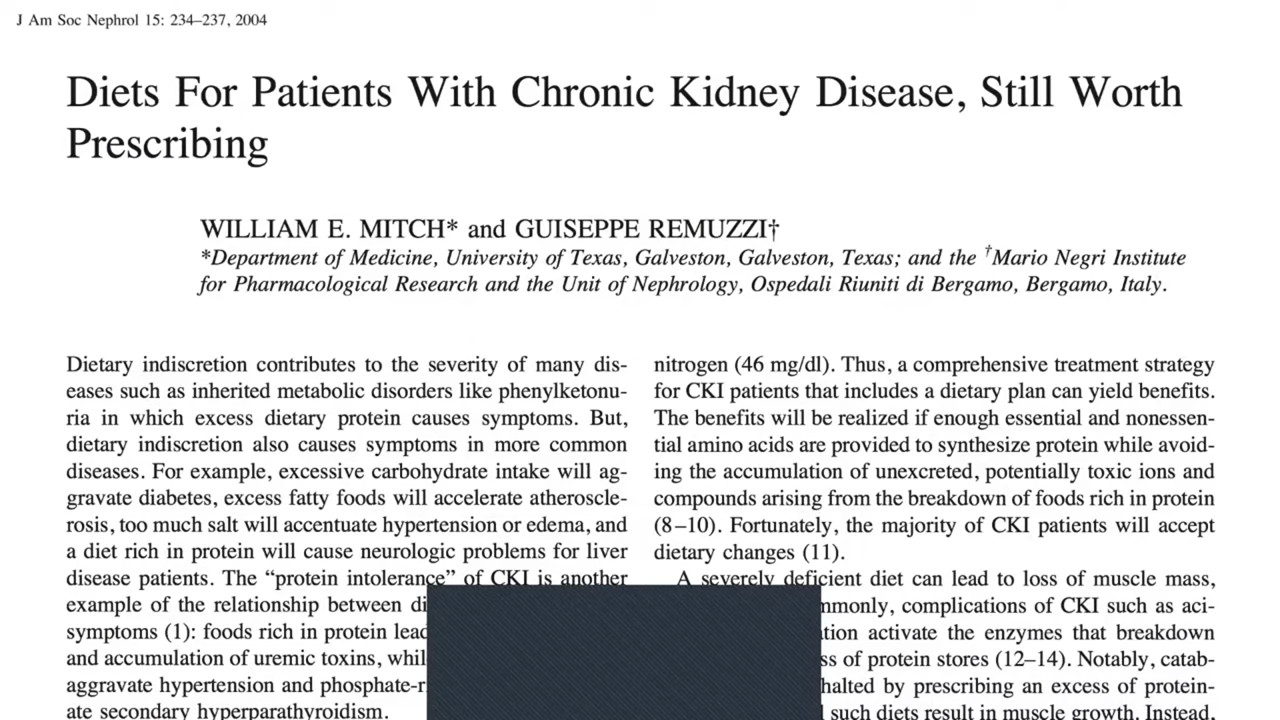 J Am Soc Nephrol 15: 234–237, 2004
Diets For Patients With Chronic Kidney Disease, Still Worth
Prescribing
WILLIAM E. MITCH* and GUISEPPE REMUZZI†
*Department of Medicine, University of Texas, Galveston, Galveston, Texas; and the †Mario Negri Institute
for Pharmacological Research and the Unit of Nephrology, Ospedali Riuniti di Bergamo, Bergamo, Italy.
Dietary indiscretion contributes to the severity of many dis-
eases such as inherited metabolic disorders like phenylketonu-
ria in which excess dietary protein causes symptoms. But,
dietary indiscretion also causes symptoms in more common
diseases. For example, excessive carbohydrate intake will ag-
gravate diabetes, excess fatty foods will accelerate atheroscle-
rosis, too much salt will accentuate hypertension or edema, and
a diet rich in protein will cause neurologic problems for liver
disease patients. The “protein intolerance” of CKI is another
example of the relationship between
symptoms (1): foods rich in protein
and accumulation of uremic toxins,
aggravate hypertension and
ate secondary hyperparathyroidism.
nitrogen (46 mg/dl). Thus, a comprehensive treatment strategy
for CKI patients that includes a dietary plan can yield benefits.
The benefits will be realized if enough essential and nonessen-
tial amino acids are provided to synthesize protein while avoid-
ing the accumulation of unexcreted, potentially toxic ions and
compounds arising from the breakdown of foods rich in protein
(8–10). Fortunately, the majority of CKI patients will accept
dietary changes (11).
A severely deficient diet can lead to loss of muscle mass,
complications of CKI such as aci-
activate the enzymes that breakdown
of protein stores (12–14). Notably, catab-
halted by prescribing an excess of protein-
such diets result in muscle growth. Instead,